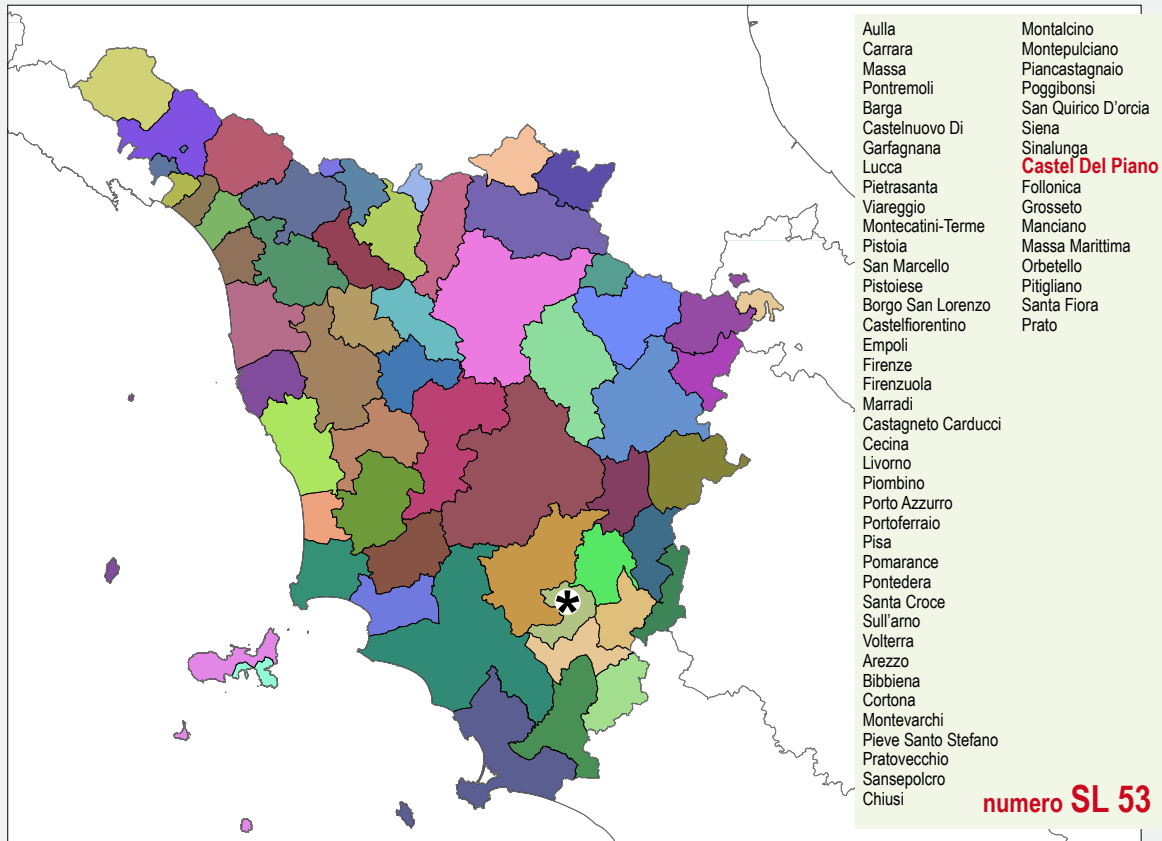 Aulla
Carrara
Massa
Pontremoli
Barga
Castelnuovo Di
Garfagnana
Lucca
Pietrasanta
Viareggio
Montecatini-Terme
Pistoia
San Marcello
Pistoiese
Borgo San Lorenzo
Castelfiorentino
Empoli
Firenze
Firenzuola
Marradi
Castagneto Carducci
Cecina
Livorno
Piombino
Porto Azzurro
Portoferraio
Pisa
Pomarance
Pontedera
Santa Croce
Sull'arno
Volterra
Arezzo
Bibbiena
Cortona
Montevarchi
Pieve Santo Stefano
Pratovecchio
Sansepolcro
Chiusi
Montalcino
Montepulciano
Piancastagnaio
Poggibonsi
San Quirico D'orcia
Siena
Sinalunga
Castel Del Piano
Follonica
Grosseto
Manciano
Massa Marittima
Orbetello
Pitigliano
Santa Fiora
Prato
numero SL 53
*